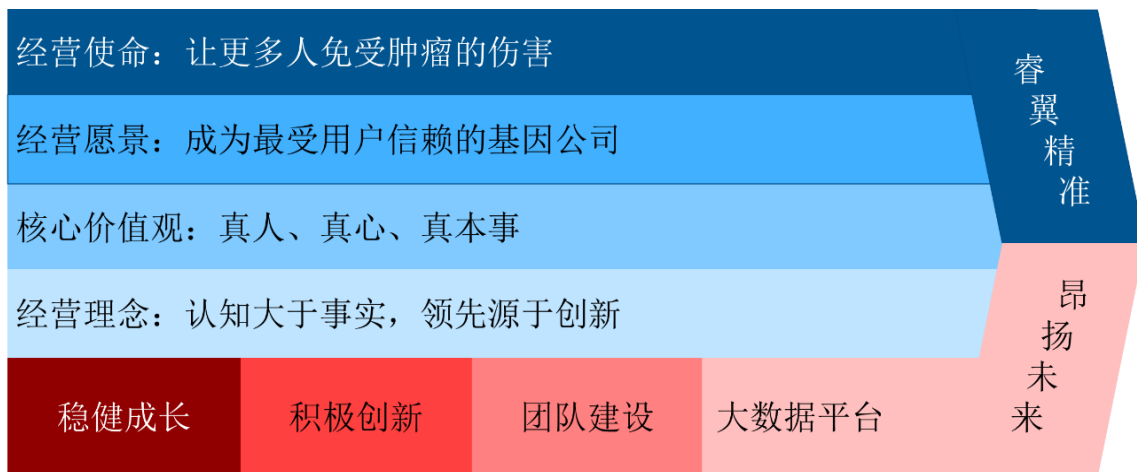 经营使命：让更多人免受肿瘤的伤害
经营愿景：成为最受用户信赖的基因公司
核心价值观：真人、真心、真本事
经营理念：认知大于事实，领先源于创新
睿翼精准
昂扬未来
稳健成长
积极创新
团队建设
大数据平台